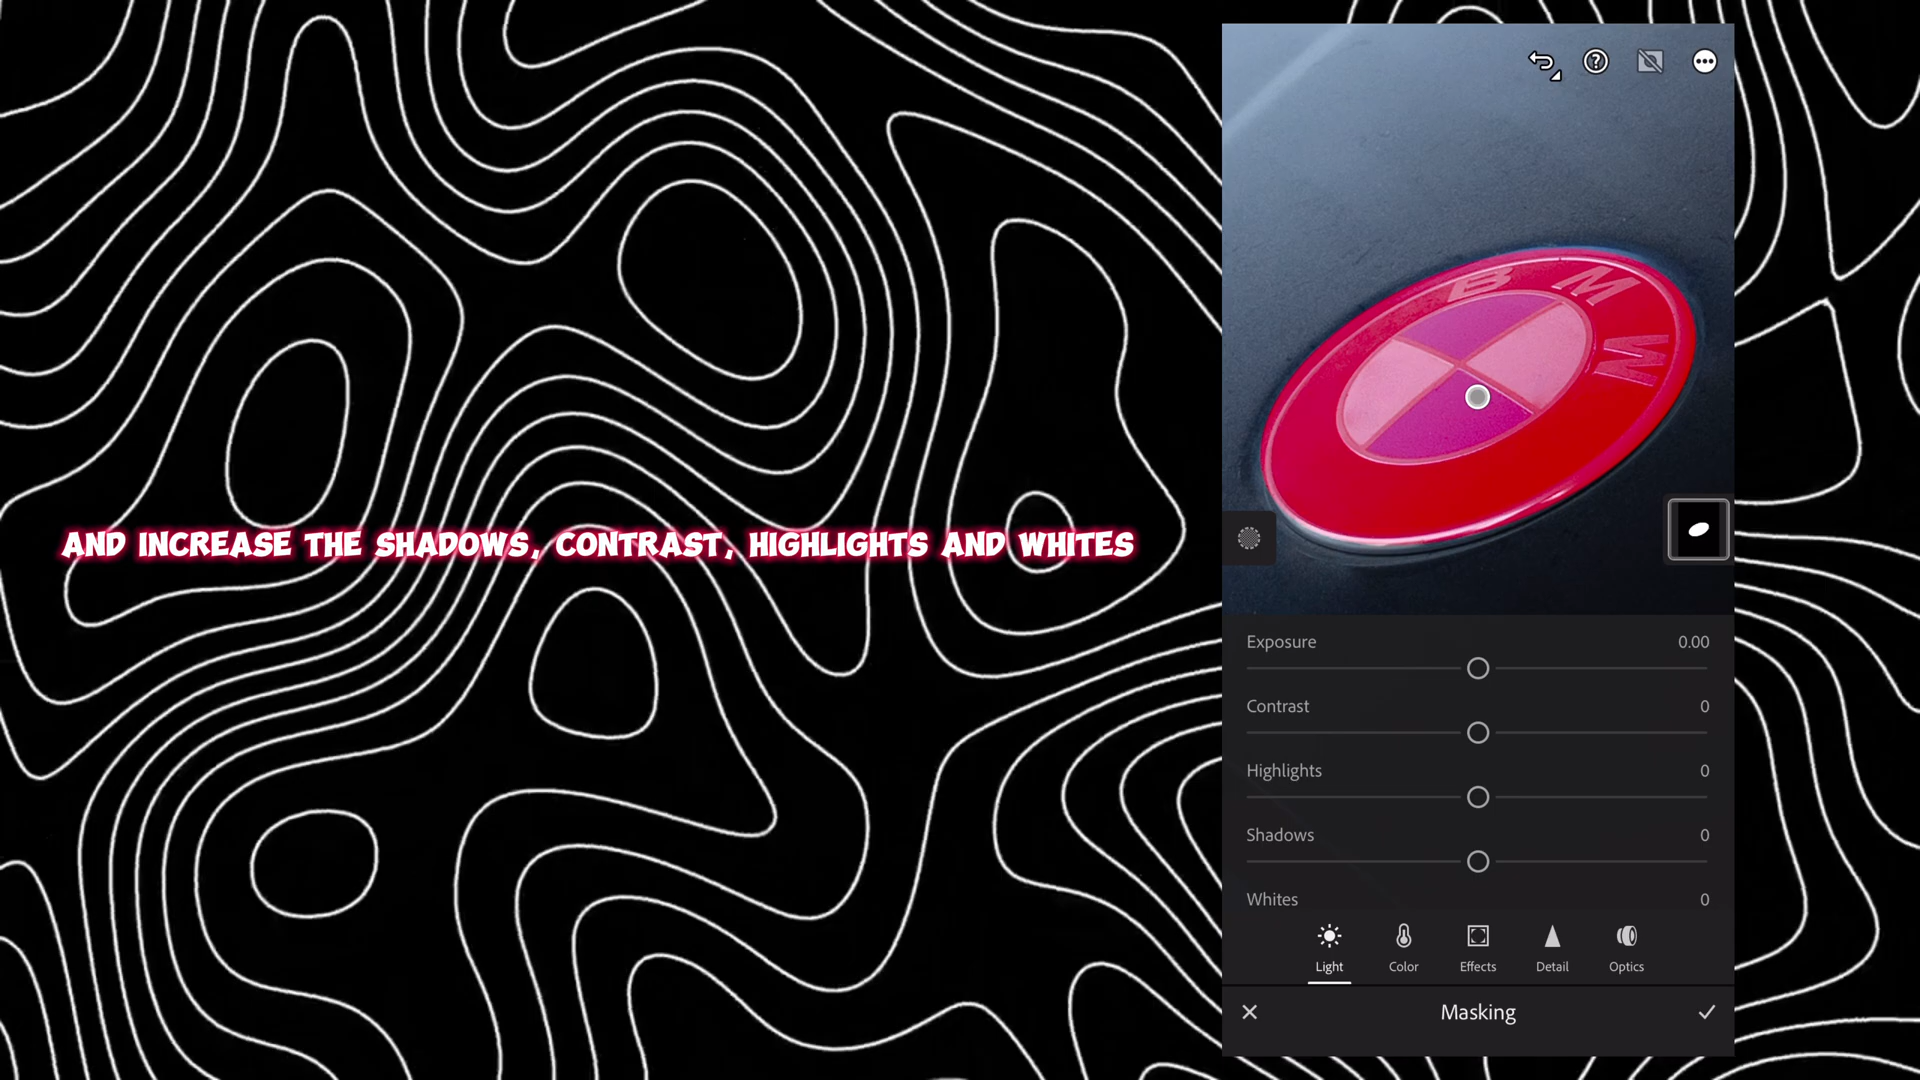 AND INCREASE THE SHADOWS, CONTRAST, HIGHLIGHTS AND WHITES
B M W
Exposure 0.00
Contrast 0
Highlights 0
Shadows 0
Whites 0
Light Color Effects Detail Optics
Masking